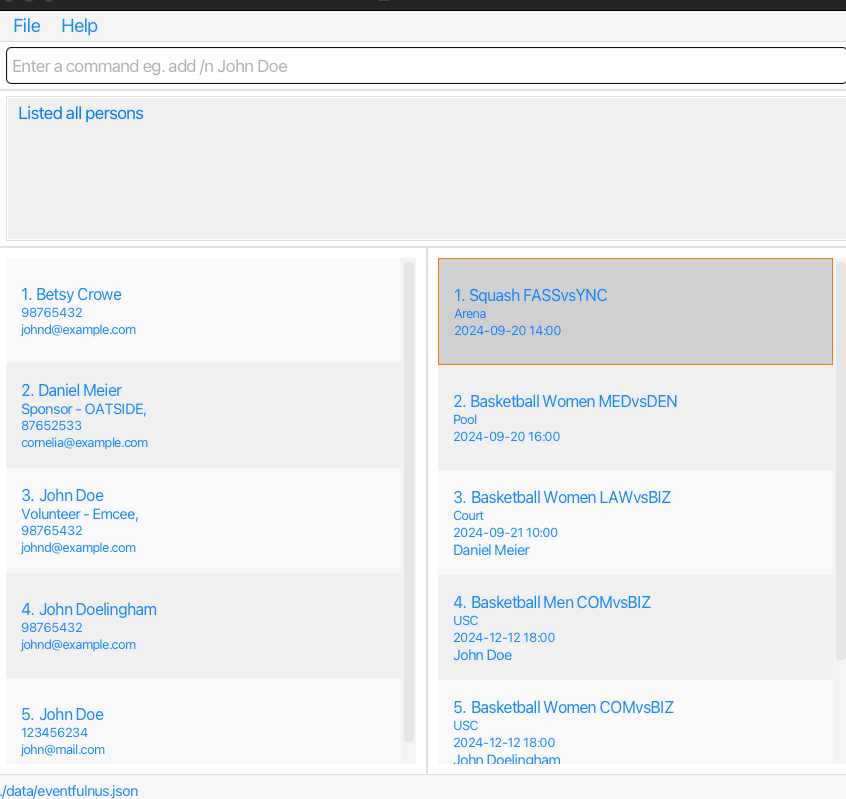 File Help
Enter a command eg. add /n John Doe
Listed all persons
1. Betsy Crowe
98765432
johnd@example.com
2. Daniel Meier
Sponsor - OATSIDE,
87652533
cornelia@example.com
3. John Doe
Volunteer - Emcee,
98765432
johnd@example.com
4. John Doelingham
98765432
johnd@example.com
5. John Doe
123456234
john@mail.com
1. Squash FASSvsYNC
Arena
2024-09-20 14:00
2. Basketball Women MEDvsDEN
Pool
2024-09-20 16:00
3. Basketball Women LAWvsBIZ
Court
2024-09-21 10:00
Daniel Meier
4. Basketball Men COMvsBIZ
USC
2024-12-12 18:00
John Doe
5. Basketball Women COMvsBIZ
USC
2024-12-12 18:00
John Doelingham
./data/eventfulnus.json